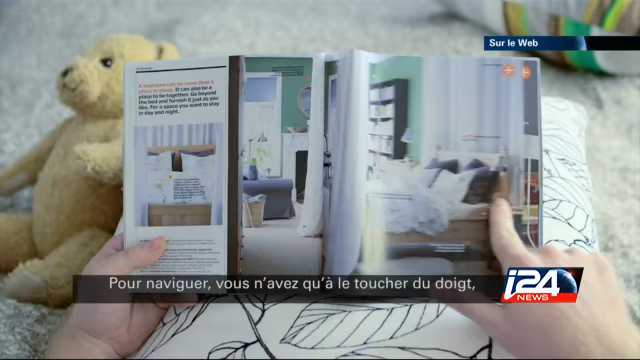 Sur le Web
A bedroom can be more than a
place to sleep. It can also be a
place to be together. Go beyond
the bed and furnish it just as you
like. For a space you want to stay
in day and night.
Pour naviguer, vous n'avez qu'à le toucher du doigt,
i24
NEWS